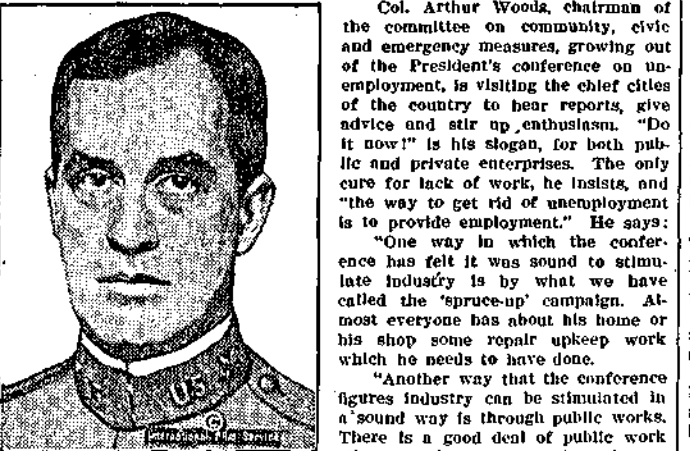 US
©
International Film Service
Col. Arthur Woods, chairman of
the committee on community, civic
and emergency measures, growing out
of the President's conference on un-
employment, is visiting the chief cities
of the country to hear reports, give
advice and stir up enthusiasm. "Do
it now!" is his slogan, for both pub-
lic and private enterprises. The only
cure for lack of work, he insists, and
"the way to get rid of unemployment
is to provide employment." He says:
"One way in which the confer-
ence has felt it was sound to stimu-
late industry is by what we have
called the 'spruce-up' campaign. Al-
most everyone has about his home or
his shop some repair upkeep work
which he needs to have done.
"Another way that the conference
figures industry can be stimulated in
a sound way is through public works.
There is a good deal of public work